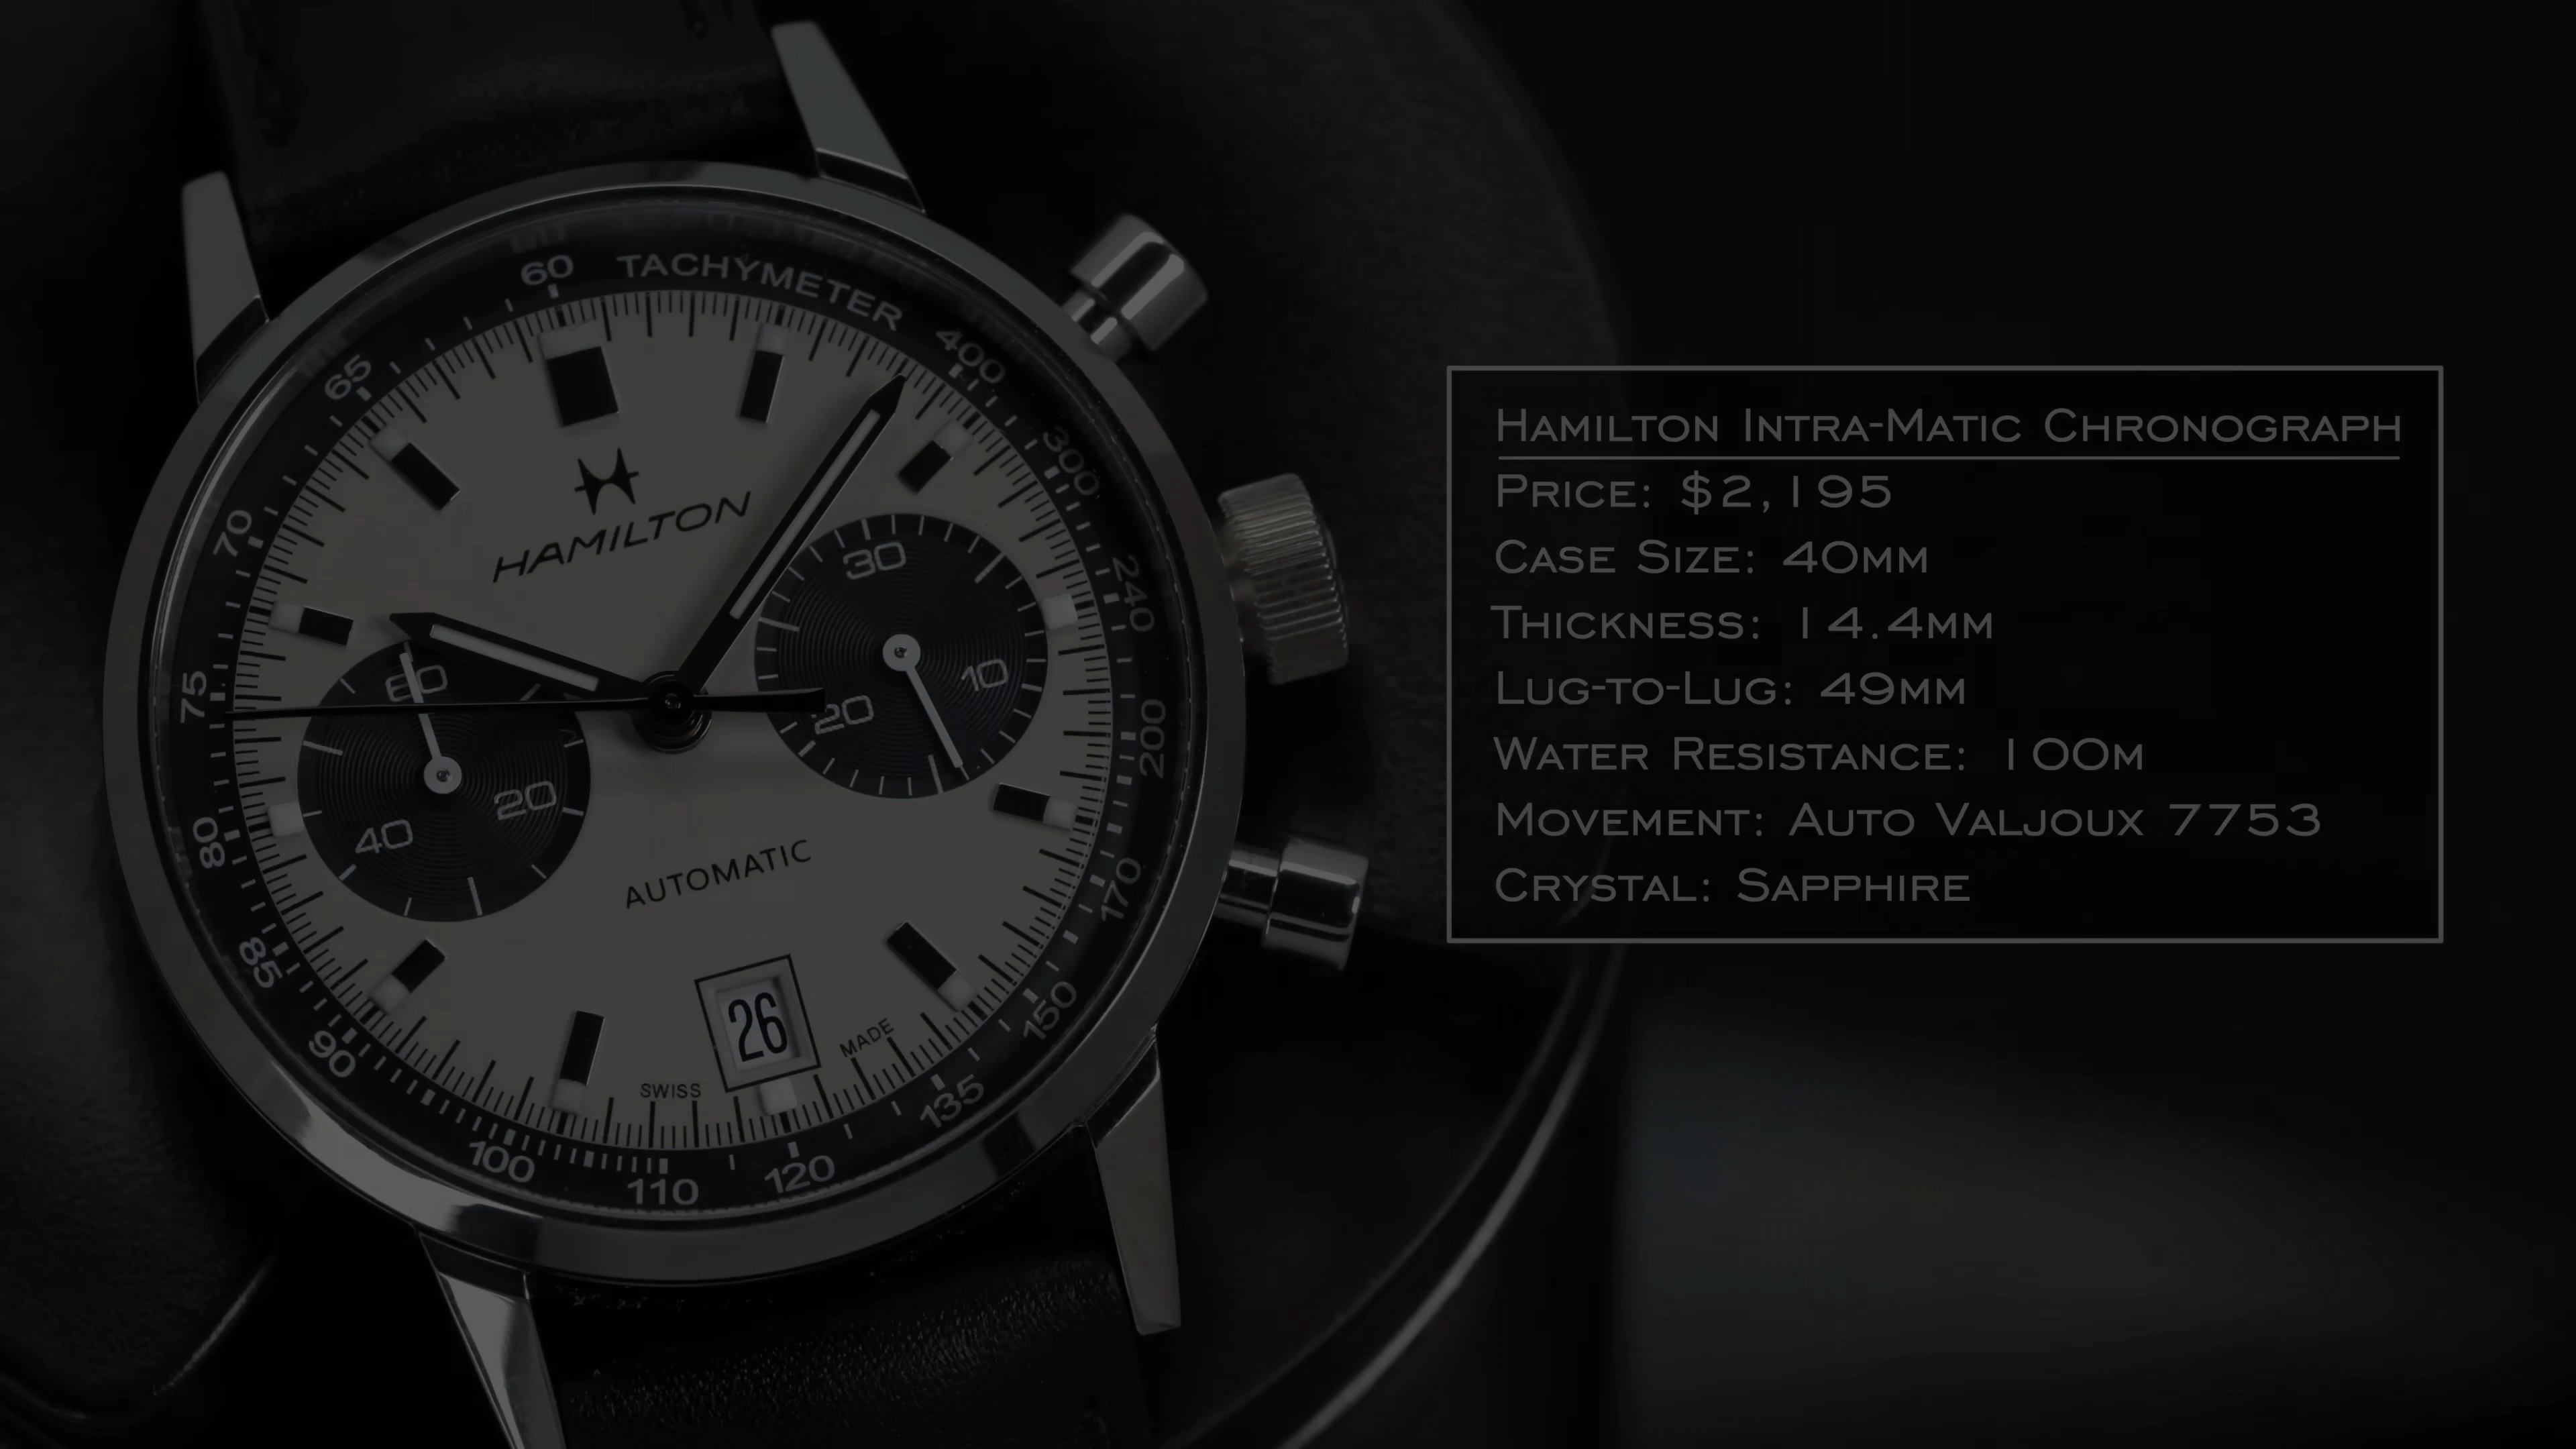 TACHYMETER
400
300
240
200
170
150
135
120
110
100
90
85
80
75
70
65
60
HAMILTON
30
10
20
60
20
40
AUTOMATIC
26
SWISS
MADE
Hamilton Intra-Matic Chronograph
Price: $2,195
Case Size: 40mm
Thickness: 14.4mm
Lug-to-Lug: 49mm
Water Resistance: 100m
Movement: Auto Valjoux 7753
Crystal: Sapphire